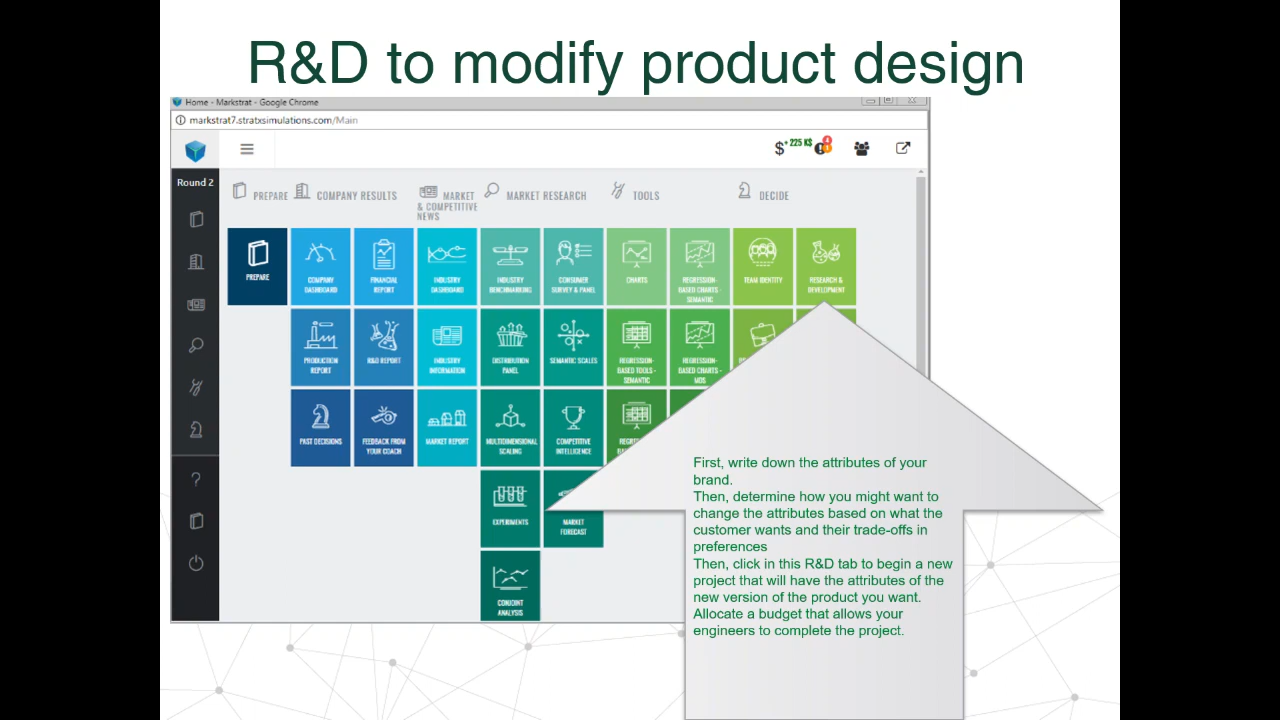 R&D to modify product design
Home - Markstrat - Google Chrome
markstrat7.stratxsimulations.com/Main
$+ 225 K$
Round 2
PREPARE
COMPANY RESULTS
MARKET
& COMPETITIVE
NEWS
MARKET RESEARCH
TOOLS
DECIDE
PREPARE
COMPANY
DASHBOARD
FINANCIAL
REPORT
INDUSTRY
DASHBOARD
INDUSTRY
BENCHMARKING
CONSUMER
SURVEY & PANEL
CHARTS
REGRESSION-
BASED CHARTS -
SEMANTIC
TEAM IDENTITY
RESEARCH &
DEVELOPMENT
PRODUCTION
REPORT
R&D REPORT
INDUSTRY
INFORMATION
DISTRIBUTION
PANEL
SEMANTIC SCALES
REGRESSION-
BASED TOOLS -
SEMANTIC
REGRESSION-
BASED CHARTS -
MDS
PAST DECISIONS
FEEDBACK FROM
YOUR COACH
MARKET REPORT
MULTIDIMENSIONAL
SCALING
COMPETITIVE
INTELLIGENCE
EXPERIMENTS
MARKET
FORECAST
CONJOINT
ANALYSIS
First, write down the attributes of your
brand.
Then, determine how you might want to
change the attributes based on what the
customer wants and their trade-offs in
preferences
Then, click in this R&D tab to begin a new
project that will have the attributes of the
new version of the product you want.
Allocate a budget that allows your
engineers to complete the project.